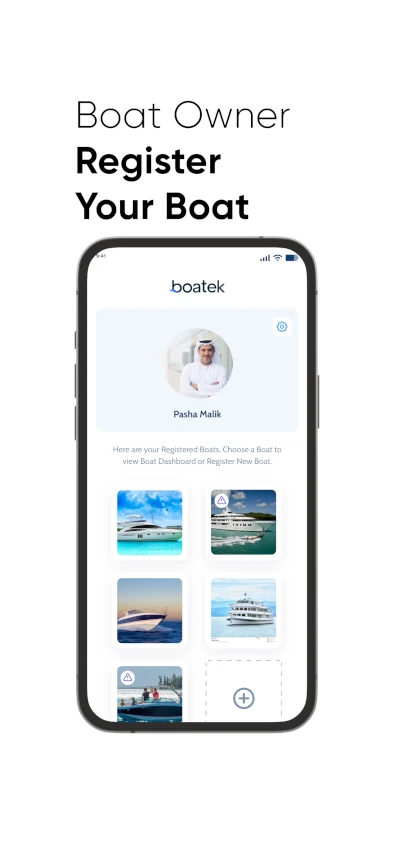 Boat Owner
Register
Your Boat
9:41
boatek
Pasha Malik
Here are your Registered Boats, Choose a Boat to
view Boat Dashboard or Register New Boat.